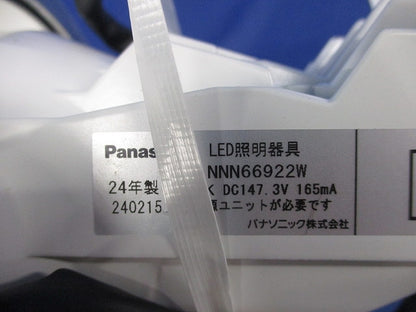 Panas LED照明器具
NNN66922W
24年製 K DC147.3V 165mA
240215 源ユニットが必要です
パナソニック株式会社